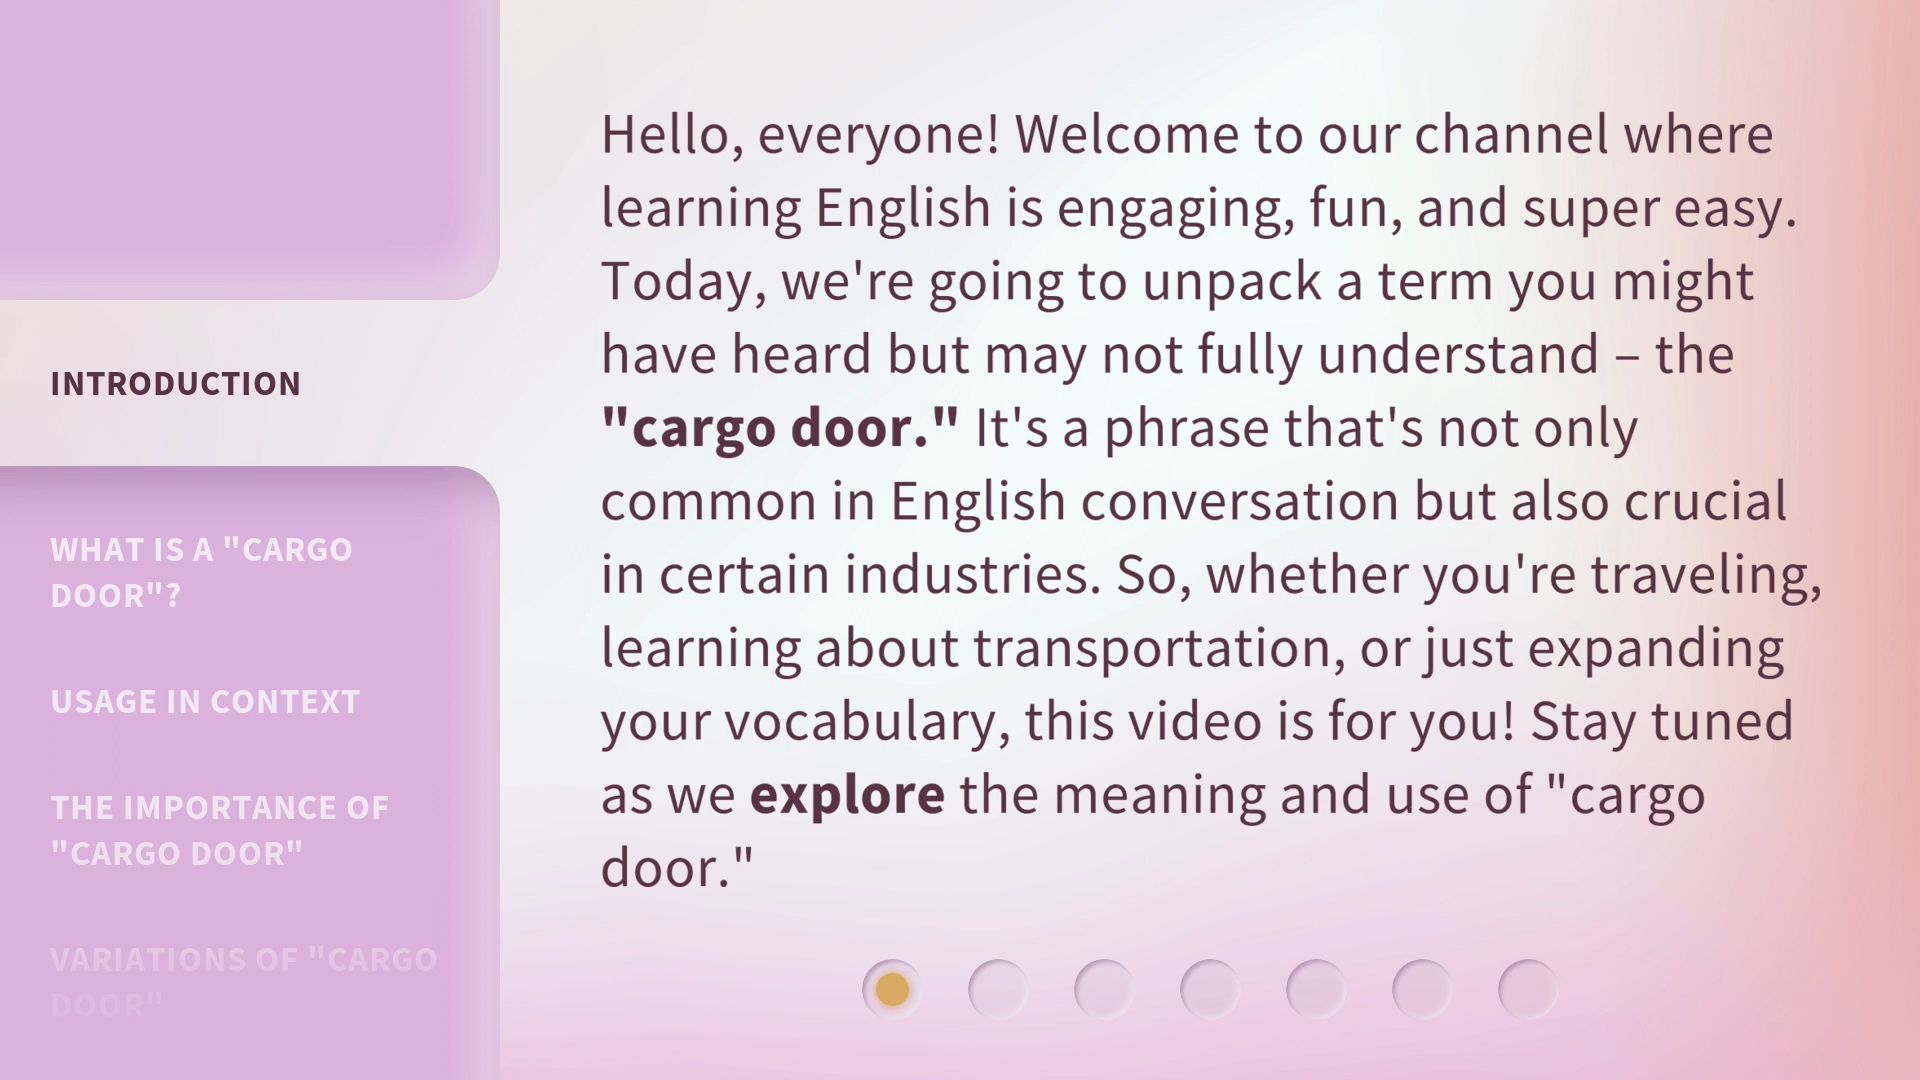 INTRODUCTION
WHAT IS A "CARGO
DOOR"?
USAGE IN CONTEXT
THE IMPORTANCE OF
"CARGO DOOR"
VARIATIONS OF "CARGO
DOOR"
Hello, everyone! Welcome to our channel where
learning English is engaging, fun, and super easy.
Today, we're going to unpack a term you might
have heard but may not fully understand – the
"cargo door." It's a phrase that's not only
common in English conversation but also crucial
in certain industries. So, whether you're traveling,
learning about transportation, or just expanding
your vocabulary, this video is for you! Stay tuned
as we explore the meaning and use of "cargo
door."